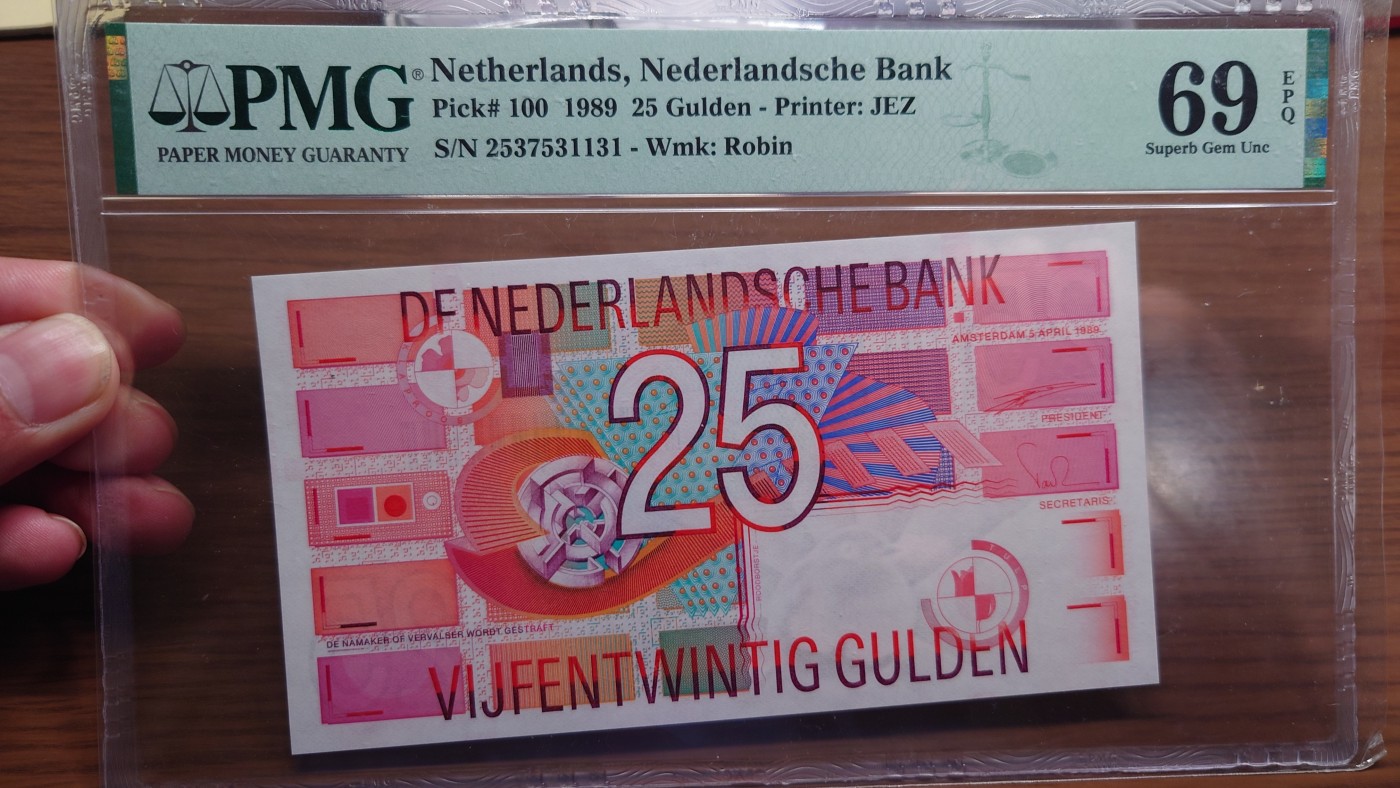 PMG®
PAPER MONEY GUARANTY
Netherlands, Nederlandsche Bank
Pick# 100 1989 25 Gulden - Printer: JEZ
S/N 2537531131 - Wmk: Robin
69
EPQ
Superb Gem Unc
DE NEDERLANDSCHE BANK
AMSTERDAM 5 APRIL 1989
25
PRESIDENT
SECRETARIS
ROODBORSTJE
DE NAMAKER OF VERVALSER WORDT GESTRAFT
VIJFENTWINTIG GULDEN